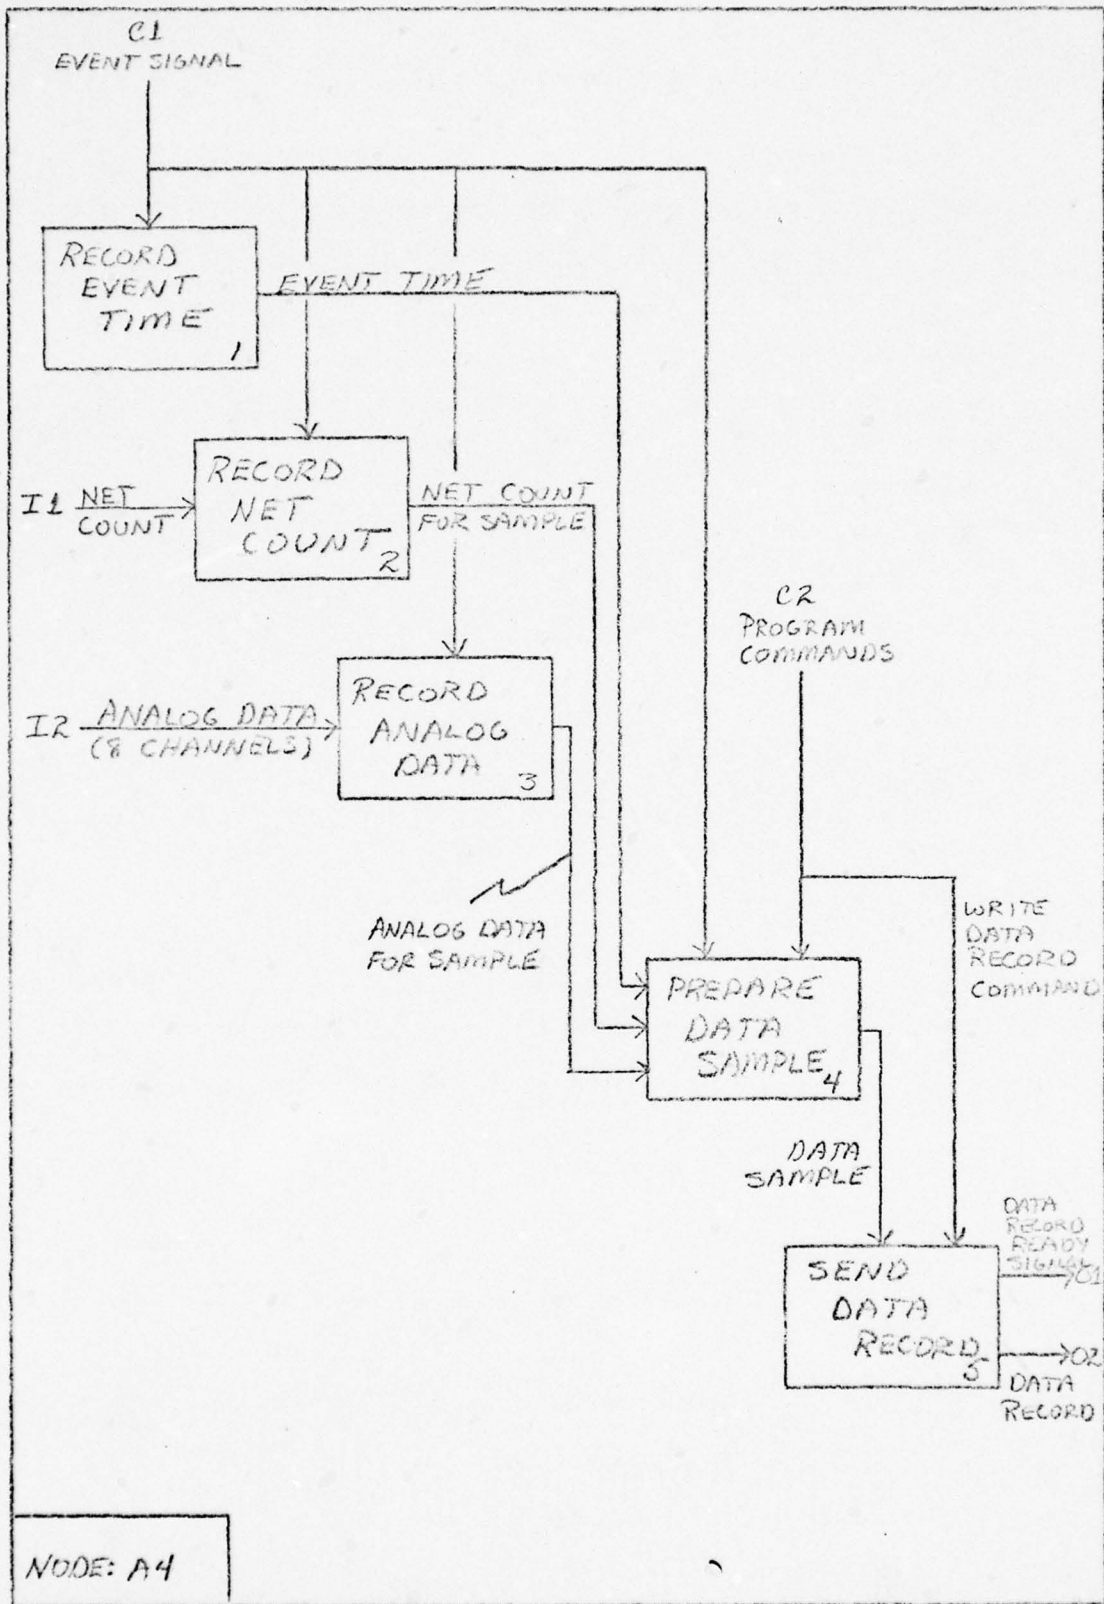 C1
EVENT SIGNAL
RECORD
EVENT
TIME
1
EVENT TIME
I1
NET
COUNT
RECORD
NET
COUNT
2
NET COUNT
FOR SAMPLE
I2
ANALOG DATA
(8 CHANNELS)
RECORD
ANALOG
DATA
3
C2
PROGRAM
COMMANDS
ANALOG DATA
FOR SAMPLE
WRITE
DATA
RECORD
COMMAND
PREPARE
DATA
SAMPLE
4
DATA
SAMPLE
DATA
RECORD
READY
SIGNAL
O1
SEND
DATA
RECORD
5
O2
DATA
RECORD
NODE: A4